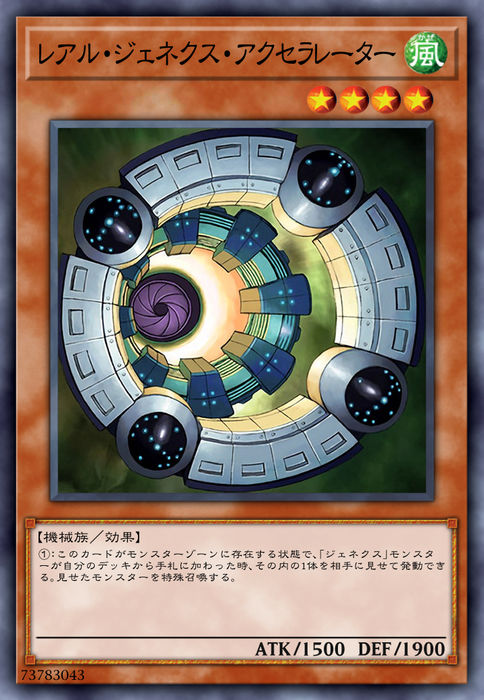 レアル・ジェネクス・アクセラレーター
風
かぜ
【機械族／効果】
①：このカードがモンスターゾーンに存在する状態で、「ジェネクス」モンスタ
ーが自分のデッキから手札に加わった時、その内の1体を相手に見せて発動でき
る。見せたモンスターを特殊召喚する。
ATK/1500 DEF/1900
73783043